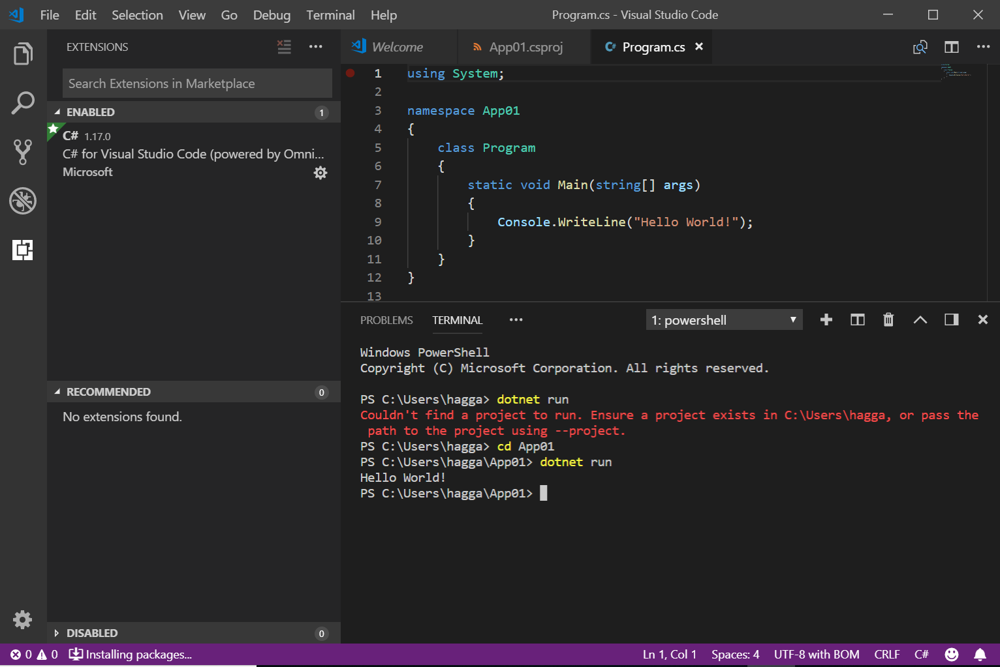 File Edit Selection View Go Debug Terminal Help
Program.cs - Visual Studio Code
EXTENSIONS
Search Extensions in Marketplace
ENABLED 1
C# 1.17.0
C# for Visual Studio Code (powered by Omni...
Microsoft
RECOMMENDED 0
No extensions found.
DISABLED 0
Welcome App01.csproj C# Program.cs
1 using System;
2
3 namespace App01
4 {
5 class Program
6 {
7 static void Main(string[] args)
8 {
9 Console.WriteLine("Hello World!");
10 }
11 }
12 }
13
PROBLEMS TERMINAL ••• 1: powershell
Windows PowerShell
Copyright (C) Microsoft Corporation. All rights reserved.
PS C:\Users\hagga> dotnet run
Couldn't find a project to run. Ensure a project exists in C:\Users\hagga, or pass the
path to the project using --project.
PS C:\Users\hagga> cd App01
PS C:\Users\hagga\App01> dotnet run
Hello World!
PS C:\Users\hagga\App01>
0 0 Installing packages... Ln 1, Col 1 Spaces: 4 UTF-8 with BOM CRLF C#